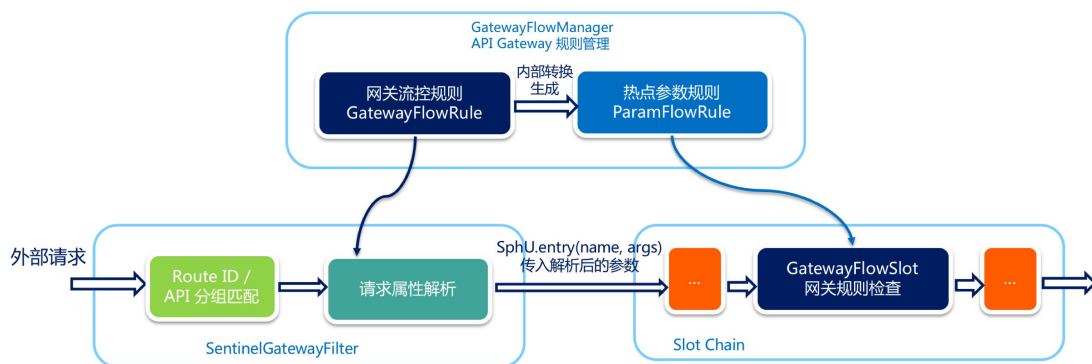 GatewayFlowManager
API Gateway 规则管理
网关流控规则
GatewayFlowRule
内部转换
生成
热点参数规则
ParamFlowRule
外部请求
Route ID /
API 分组匹配
请求属性解析
SentinelGatewayFilter
SphU.entry(name, args)
传入解析后的参数
...
GatewayFlowSlot
网关规则检查
...
Slot Chain